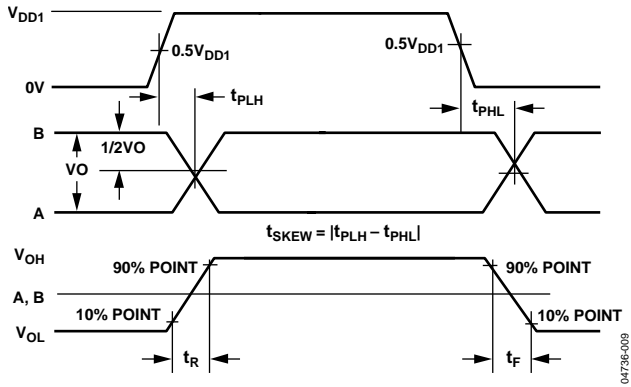 VDD1
0.5VDD1
0.5VDD1
0V
tPLH
tPHL
B
1/2VO
VO
A
tSKEW = |tPLH – tPHL|
VOH
90% POINT
90% POINT
A, B
10% POINT
10% POINT
VOL
tR
tF
04736-009